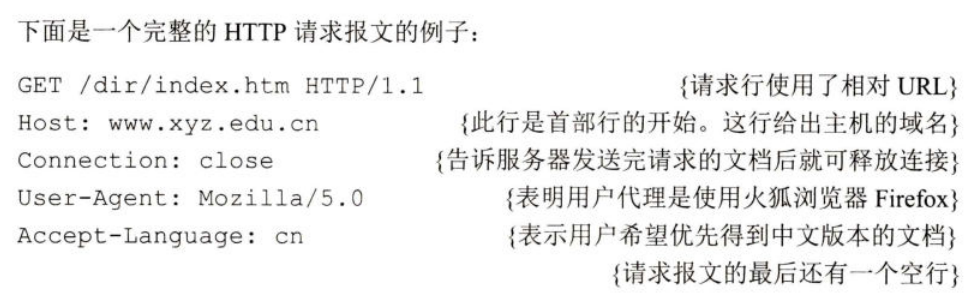 下面是一个完整的 HTTP 请求报文的例子：
GET /dir/index.htm HTTP/1.1 {请求行使用了相对 URL}
Host: www.xyz.edu.cn {此行是首部行的开始。这行给出主机的域名}
Connection: close {告诉服务器发送完请求的文档后就可释放连接}
User-Agent: Mozilla/5.0 {表明用户代理是使用火狐浏览器 Firefox}
Accept-Language: cn {表示用户希望优先得到中文版本的文档}
{请求报文的最后还有一个空行}